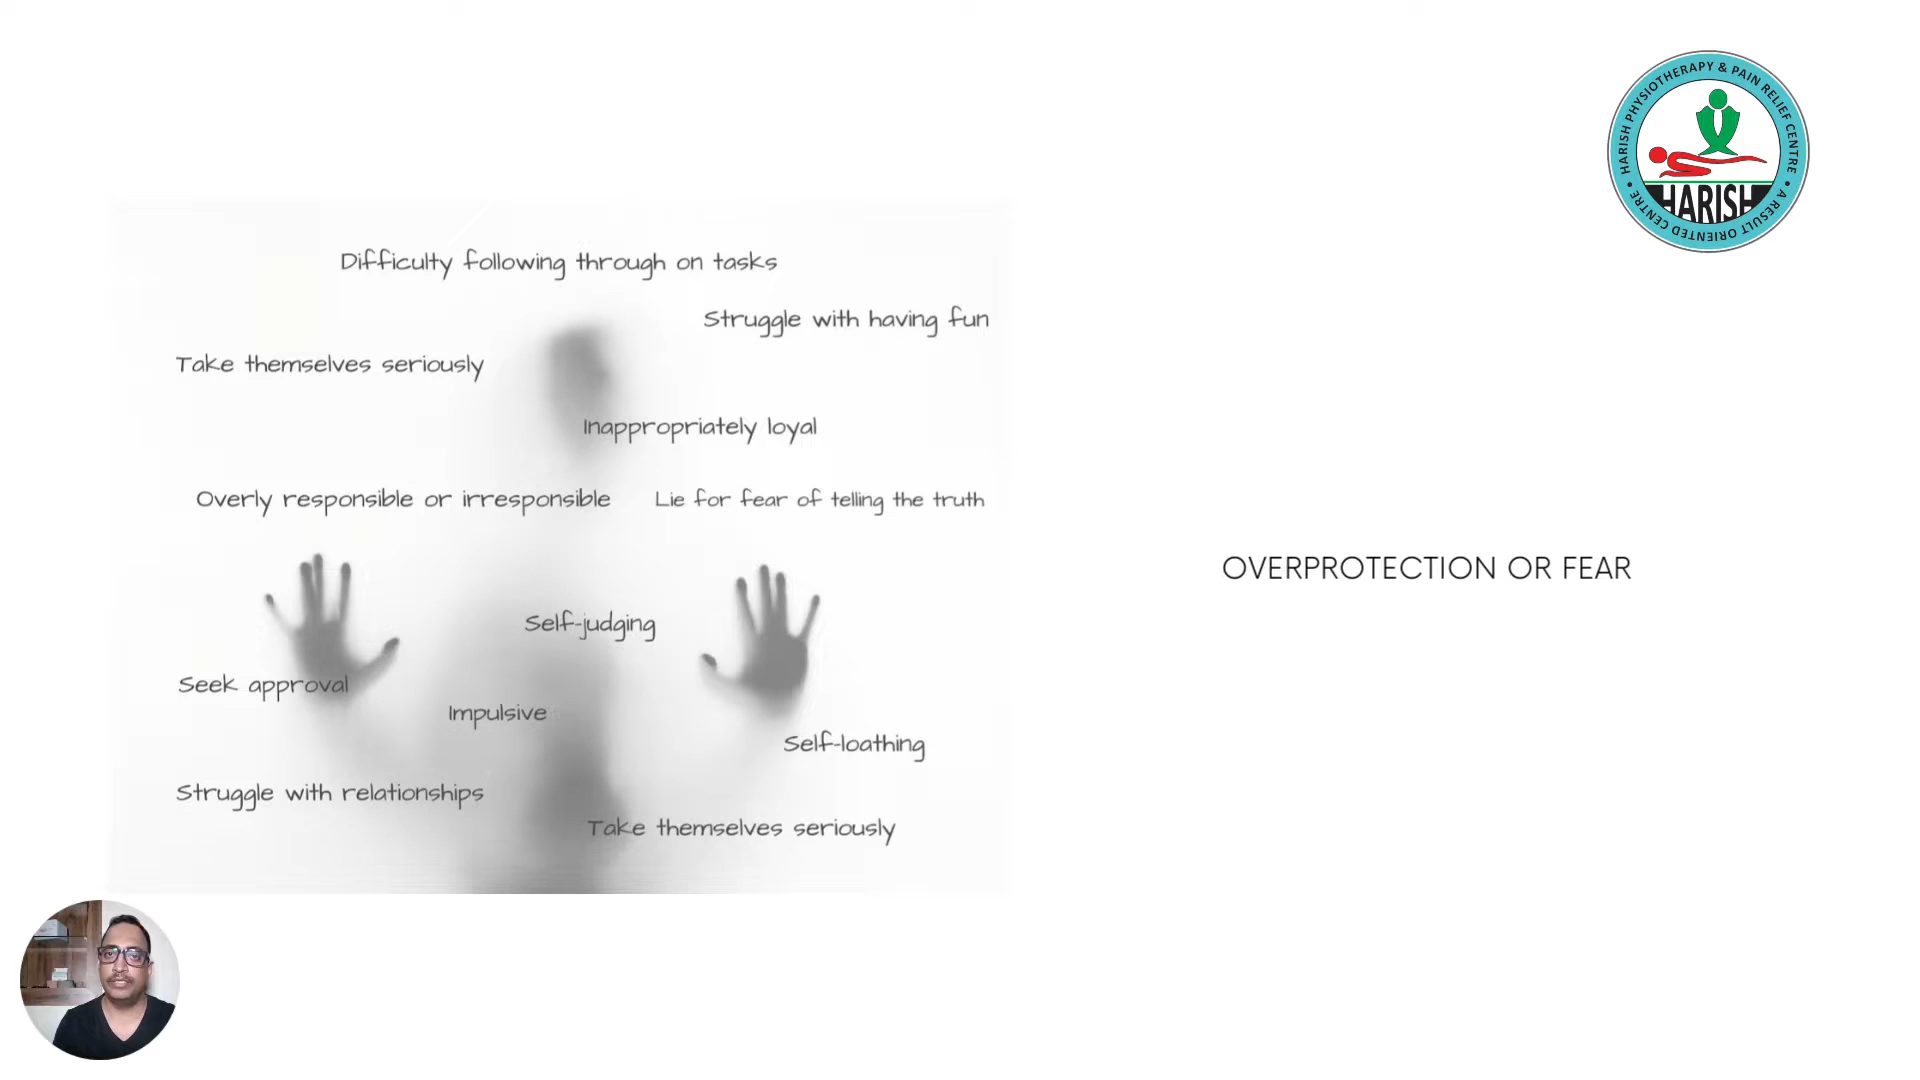 HARISH PHYSIOTHERAPY & PAIN RELIEF CENTRE
• A RESULT ORIENTED CENTRE •
HARISH
Difficulty following through on tasks
Struggle with having fun
Take themselves seriously
Inappropriately loyal
Overly responsible or irresponsible
Lie for fear of telling the truth
Self-judging
Seek approval
Impulsive
Self-loathing
Struggle with relationships
Take themselves seriously
OVERPROTECTION OR FEAR